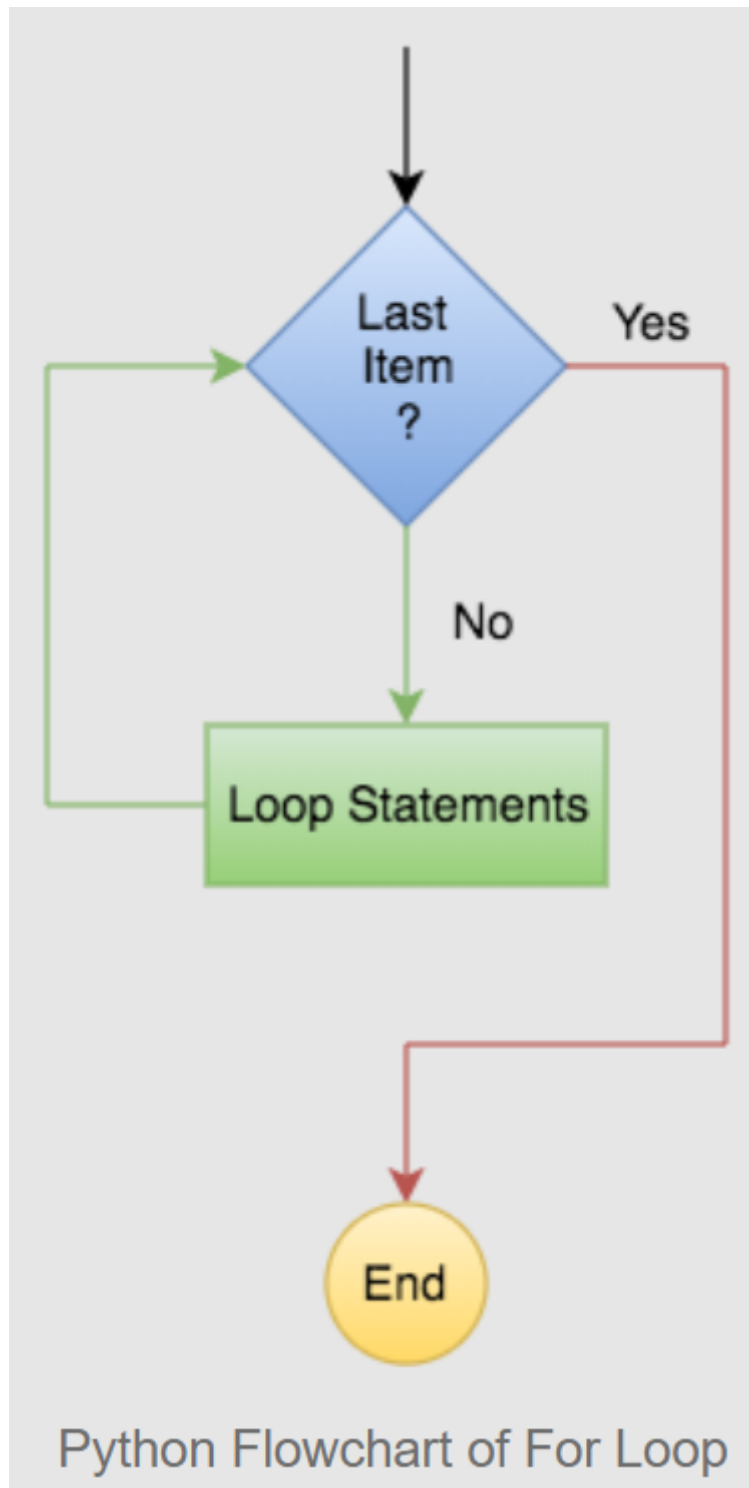 Last
Item
?
Yes
No
Loop Statements
End
Python Flowchart of For Loop